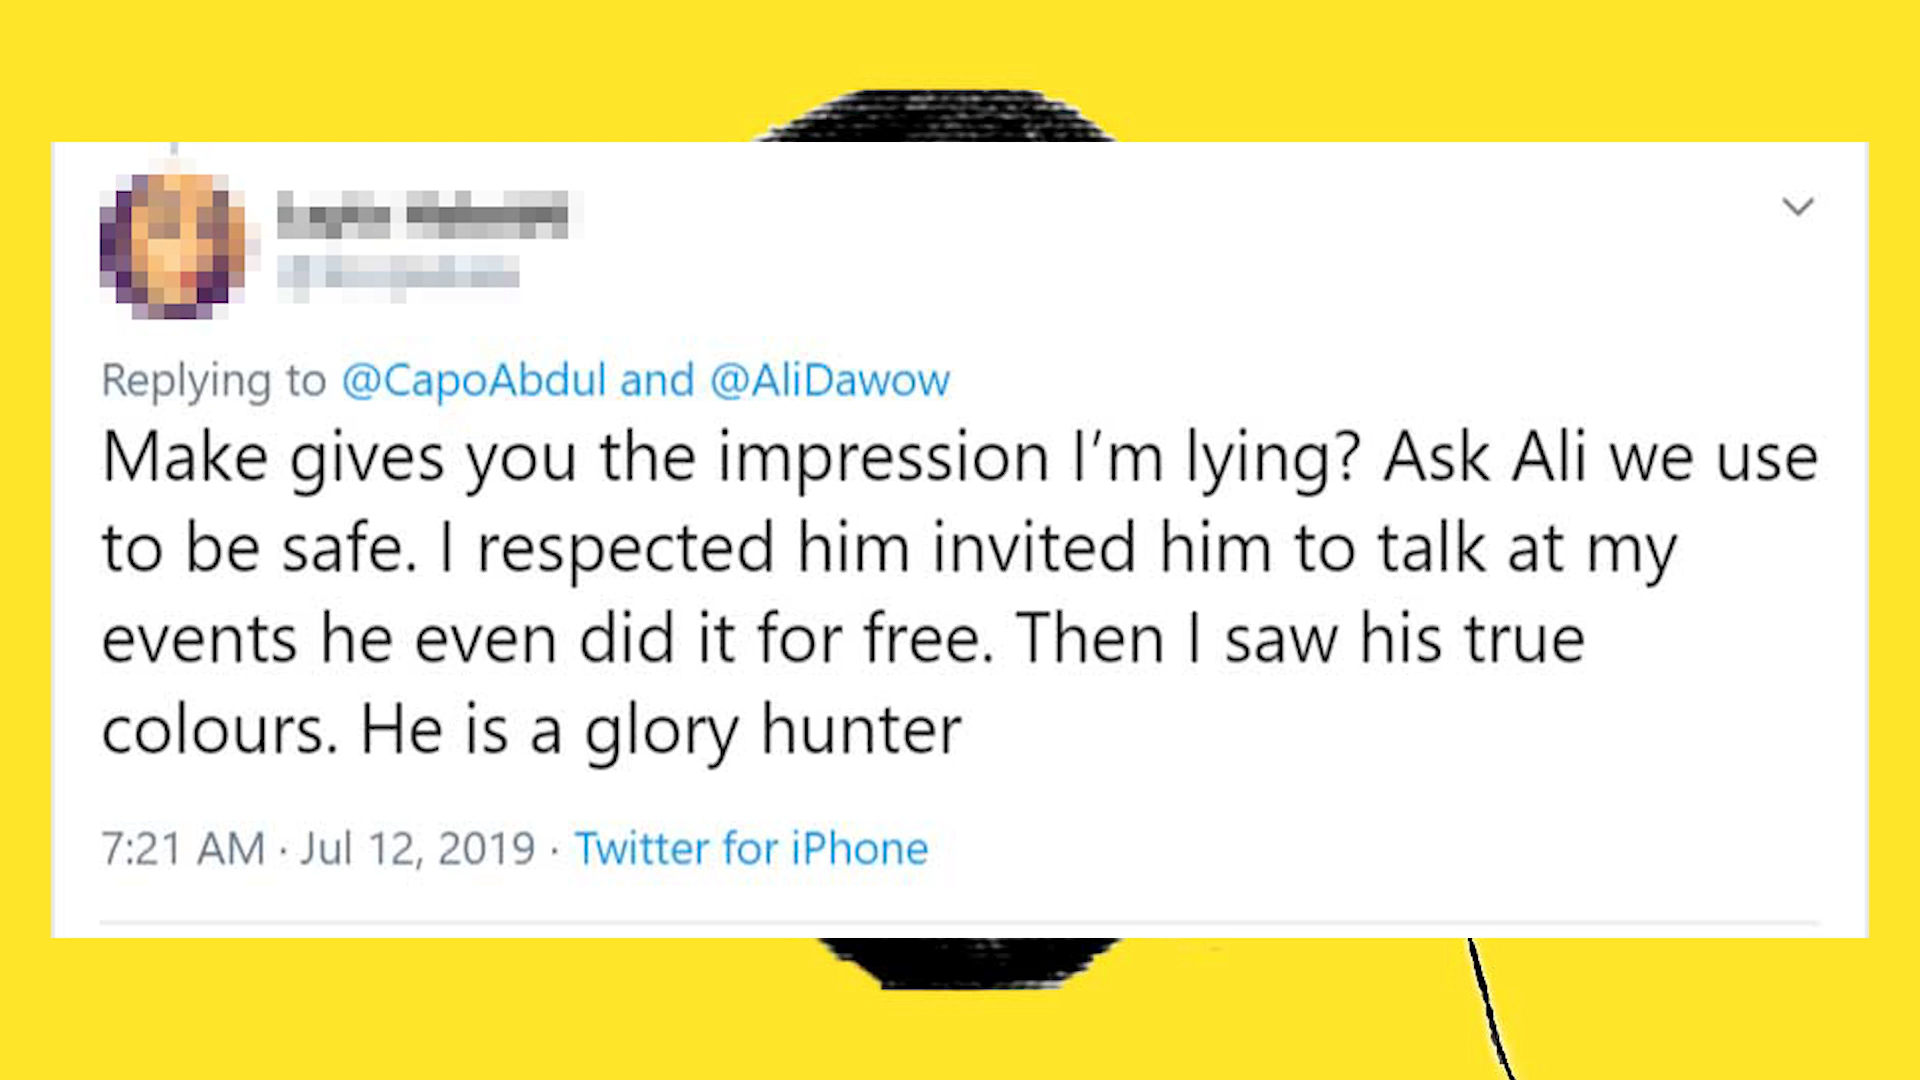 Replying to @CapoAbdul and @AliDawow
Make gives you the impression I'm lying? Ask Ali we use
to be safe. I respected him invited him to talk at my
events he even did it for free. Then I saw his true
colours. He is a glory hunter
7:21 AM · Jul 12, 2019 · Twitter for iPhone